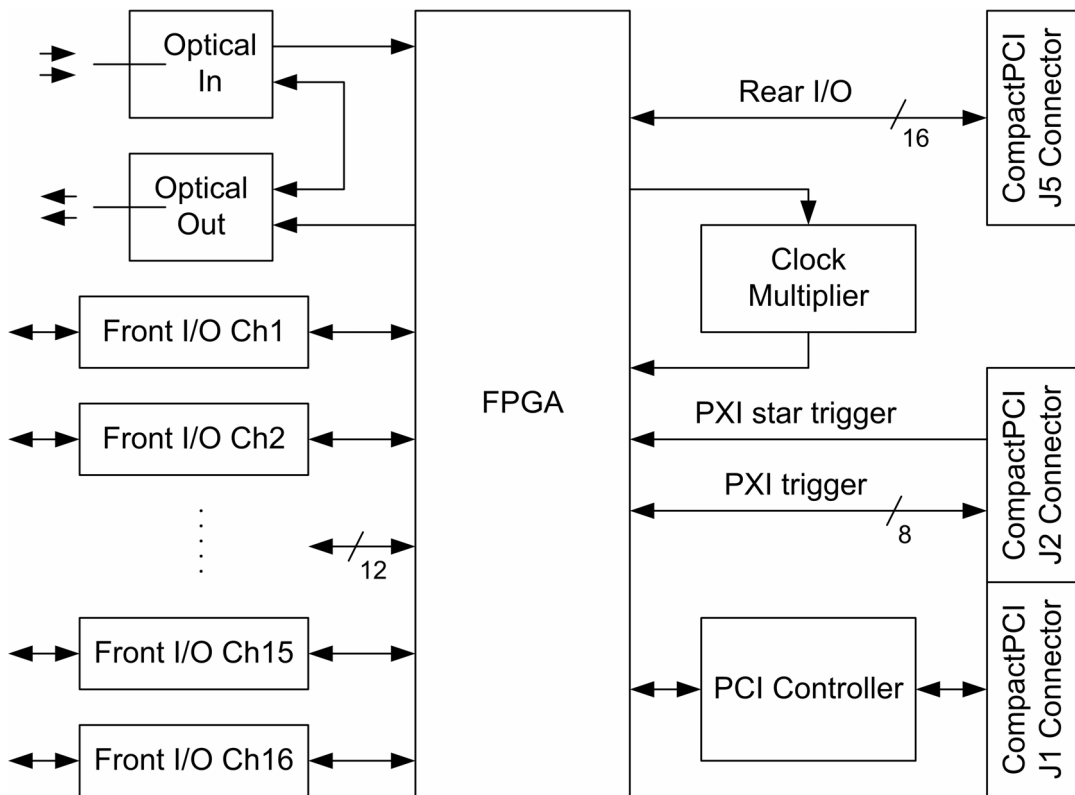 Optical
In
Optical
Out
Front I/O Ch1
Front I/O Ch2
12
Front I/O Ch15
Front I/O Ch16
FPGA
Rear I/O
16
Clock
Multiplier
PXI star trigger
PXI trigger
8
PCI Controller
CompactPCI
J5 Connector
CompactPCI
J2 Connector
CompactPCI
J1 Connector